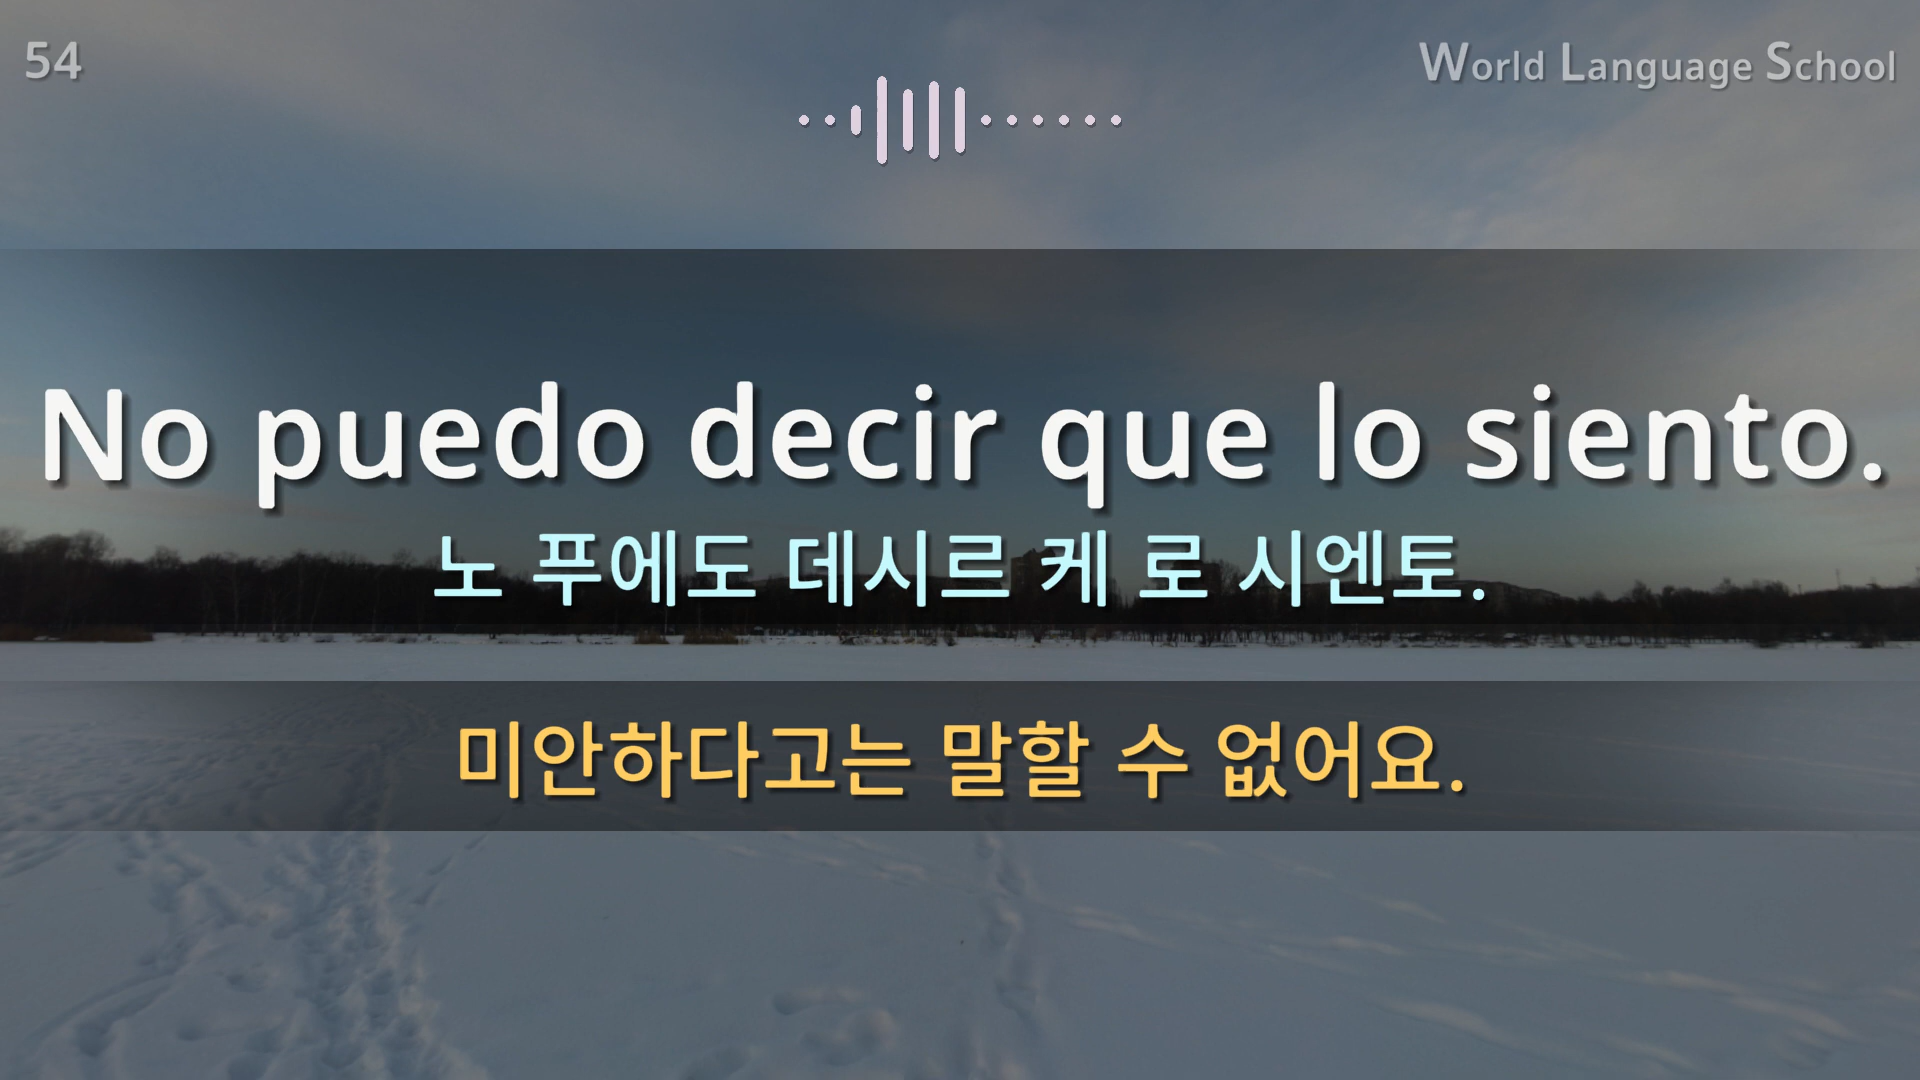 54
World Language School
No puedo decir que lo siento.
노 푸에도 데시르 케 로 시엔토.
미안하다고는 말할 수 없어요.